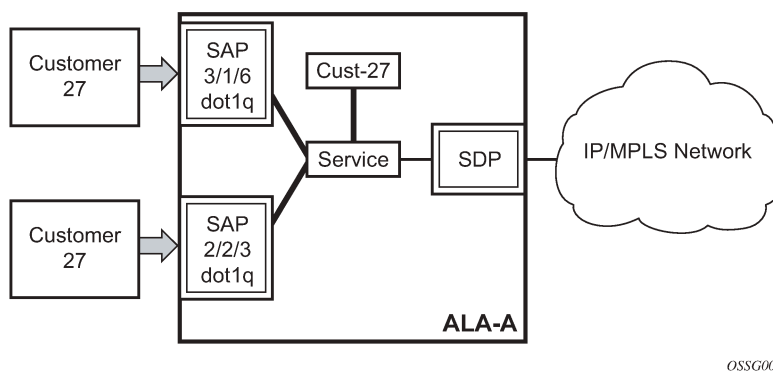 Customer
27
SAP
3/1/6
dot1q
Cust-27
Service
SDP
IP/MPLS Network
Customer
27
SAP
2/2/3
dot1q
ALA-A